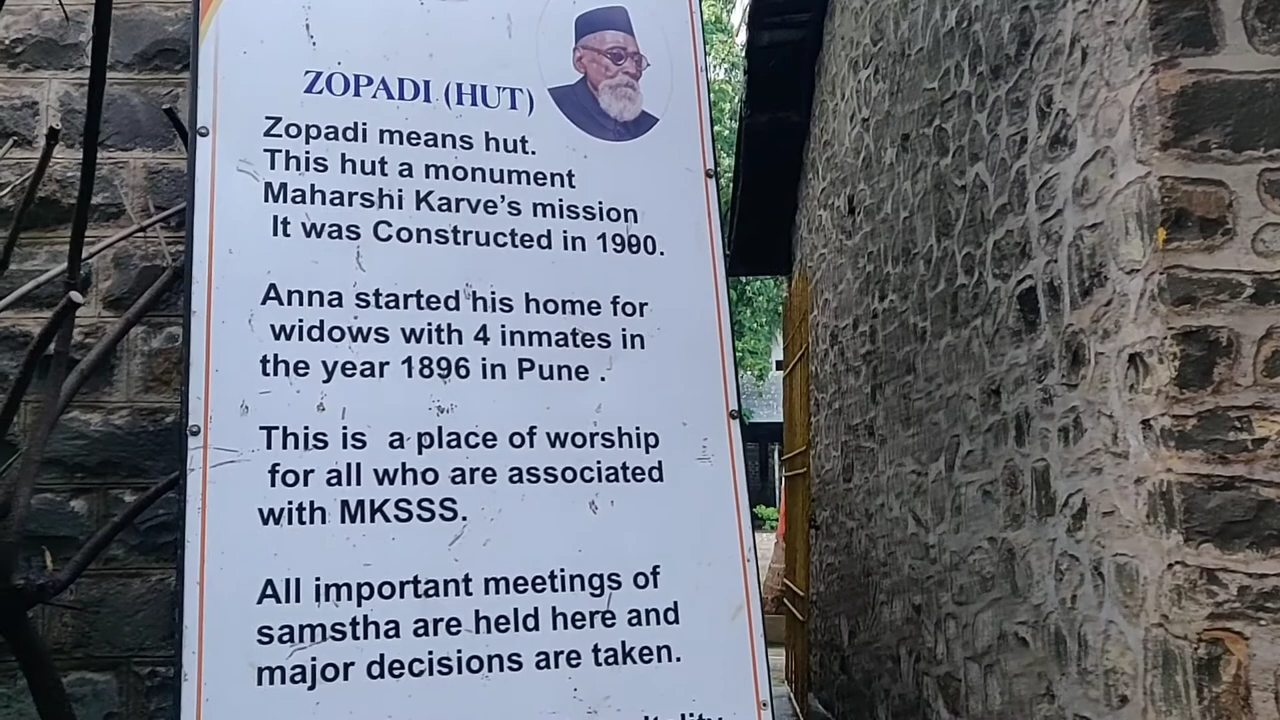 ZOPADI (HUT)
Zopadi means hut.
This hut a monument
Maharshi Karve's mission
It was Constructed in 1900.
Anna started his home for
widows with 4 inmates in
the year 1896 in Pune .
This is a place of worship
for all who are associated
with MKSSS.
All important meetings of
samstha are held here and
major decisions are taken.